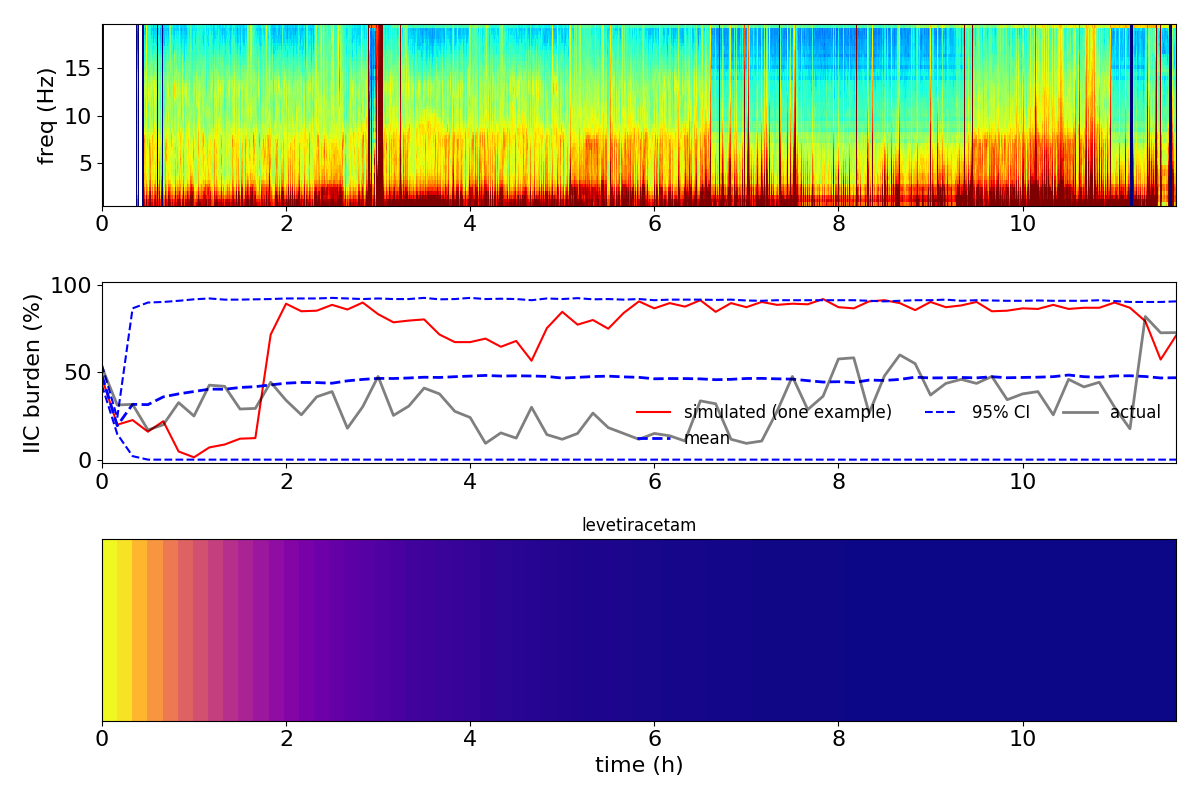 15
10
5
freq (Hz)
0 2 4 6 8 10
100
50
0
IIC burden (%)
simulated (one example) 95% CI actual
mean
0 2 4 6 8 10
levetiracetam
0 2 4 6 8 10
time (h)